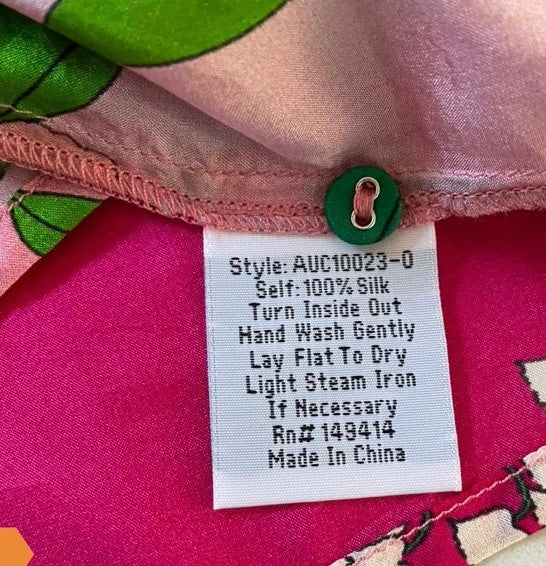 Style: AUC10023-0
Self: 100% Silk
Turn Inside Out
Hand Wash Gently
Lay Flat To Dry
Light Steam Iron
If Necessary
Rn# 149414
Made In China